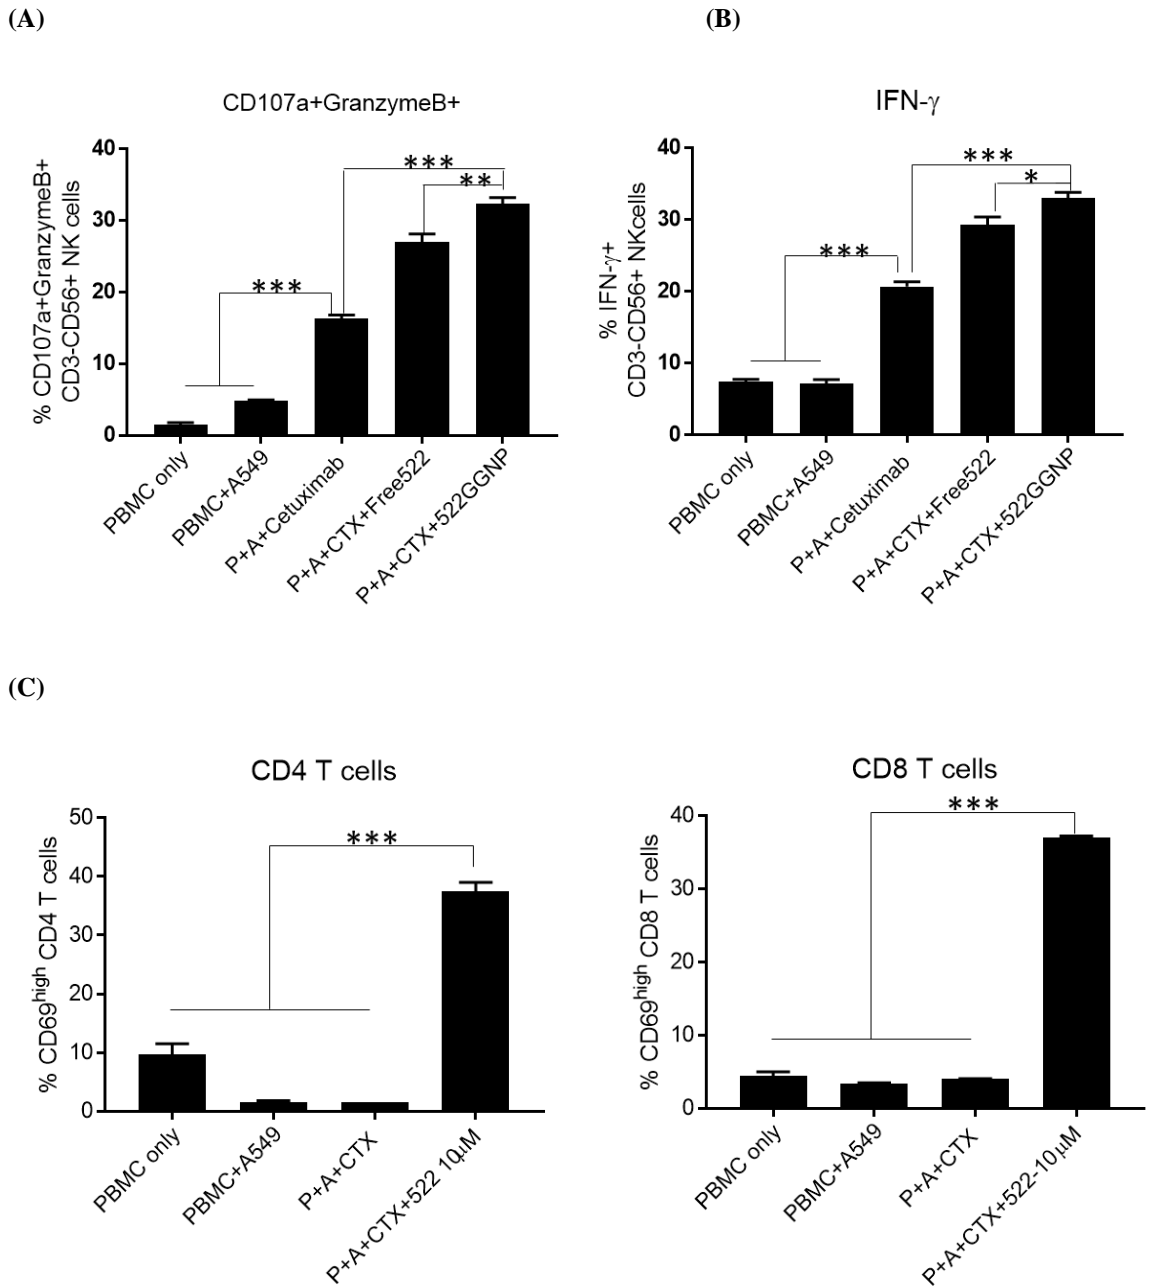 (A)
(B)
CD107a+GranzymeB+
% CD107a+GranzymeB+
CD3-CD56+ NK cells
40
30
20
10
0
***
***
**
PBMC only
PBMC+A549
P+A+Cetuximab
P+A+CTX+Free522
P+A+CTX+522GGNP
IFN-γ
% IFN-γ+
CD3-CD56+ NKcells
40
30
20
10
0
***
***
*
PBMC only
PBMC+A549
P+A+Cetuximab
P+A+CTX+Free522
P+A+CTX+522GGNP
(C)
CD4 T cells
% CD69high CD4 T cells
50
40
30
20
10
0
***
PBMC only
PBMC+A549
P+A+CTX
P+A+CTX+522 10μM
CD8 T cells
% CD69high CD8 T cells
40
30
20
10
0
***
PBMC only
PBMC+A549
P+A+CTX
P+A+CTX+522-10μM